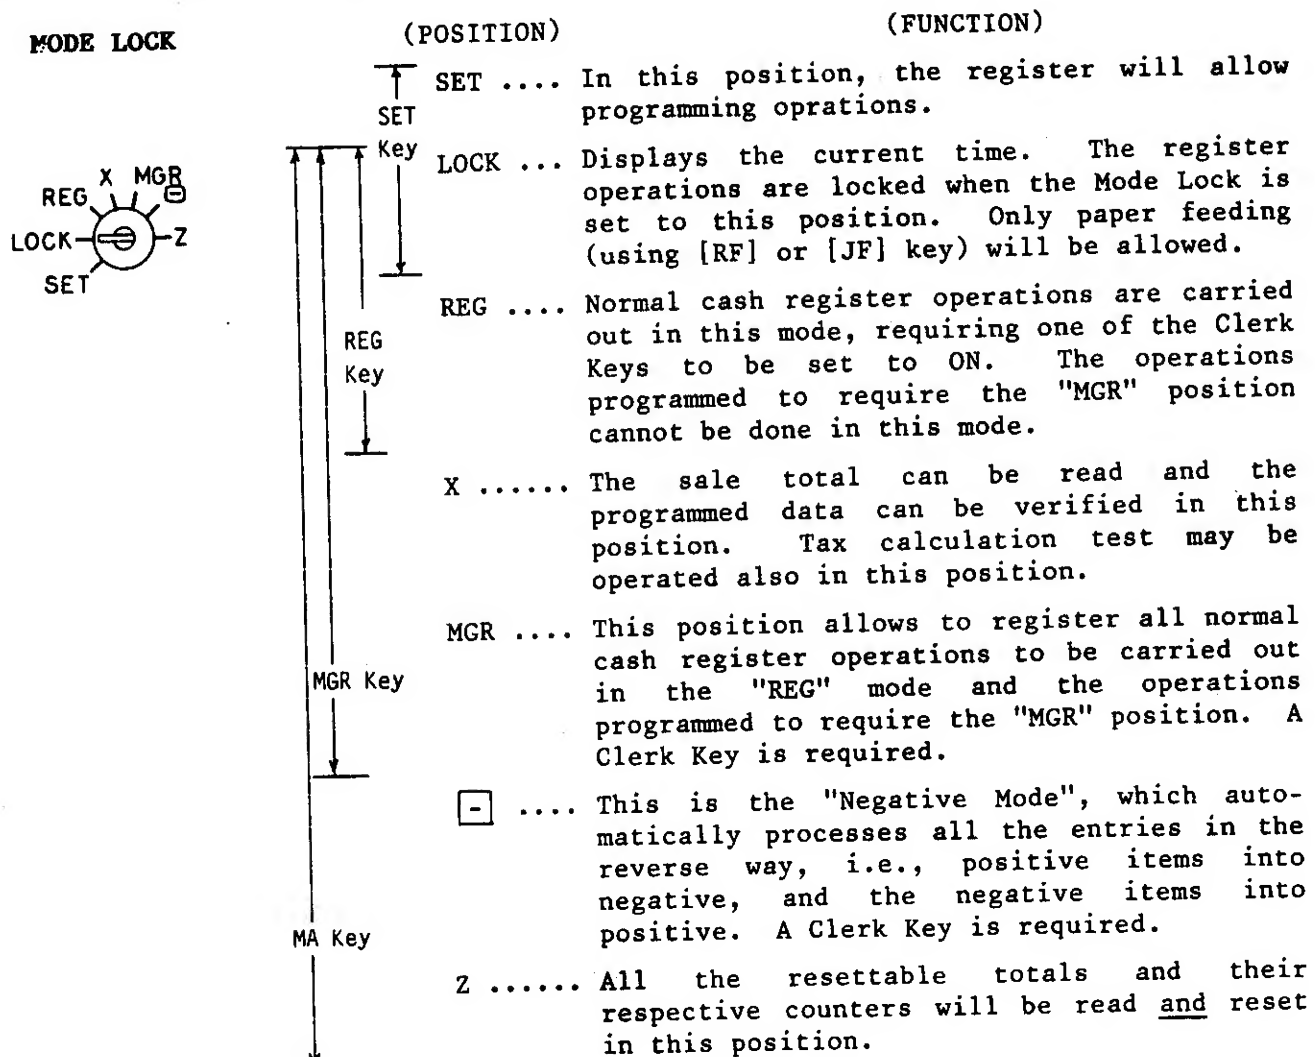 MODE LOCK
(POSITION)
(FUNCTION)
REG
X
MGR
-
LOCK
Z
SET
SET
Key
REG
Key
MGR Key
MA Key
SET .... In this position, the register will allow
programming oprations.
LOCK ... Displays the current time. The register
operations are locked when the Mode Lock is
set to this position. Only paper feeding
(using [RF] or [JF] key) will be allowed.
REG .... Normal cash register operations are carried
out in this mode, requiring one of the Clerk
Keys to be set to ON. The operations
programmed to require the "MGR" position
cannot be done in this mode.
X ...... The sale total can be read and the
programmed data can be verified in this
position. Tax calculation test may be
operated also in this position.
MGR .... This position allows to register all normal
cash register operations to be carried out
in the "REG" mode and the operations
programmed to require the "MGR" position. A
Clerk Key is required.
- .... This is the "Negative Mode", which auto-
matically processes all the entries in the
reverse way, i.e., positive items into
negative, and the negative items into
positive. A Clerk Key is required.
Z ...... All the resettable totals and their
respective counters will be read and reset
in this position.